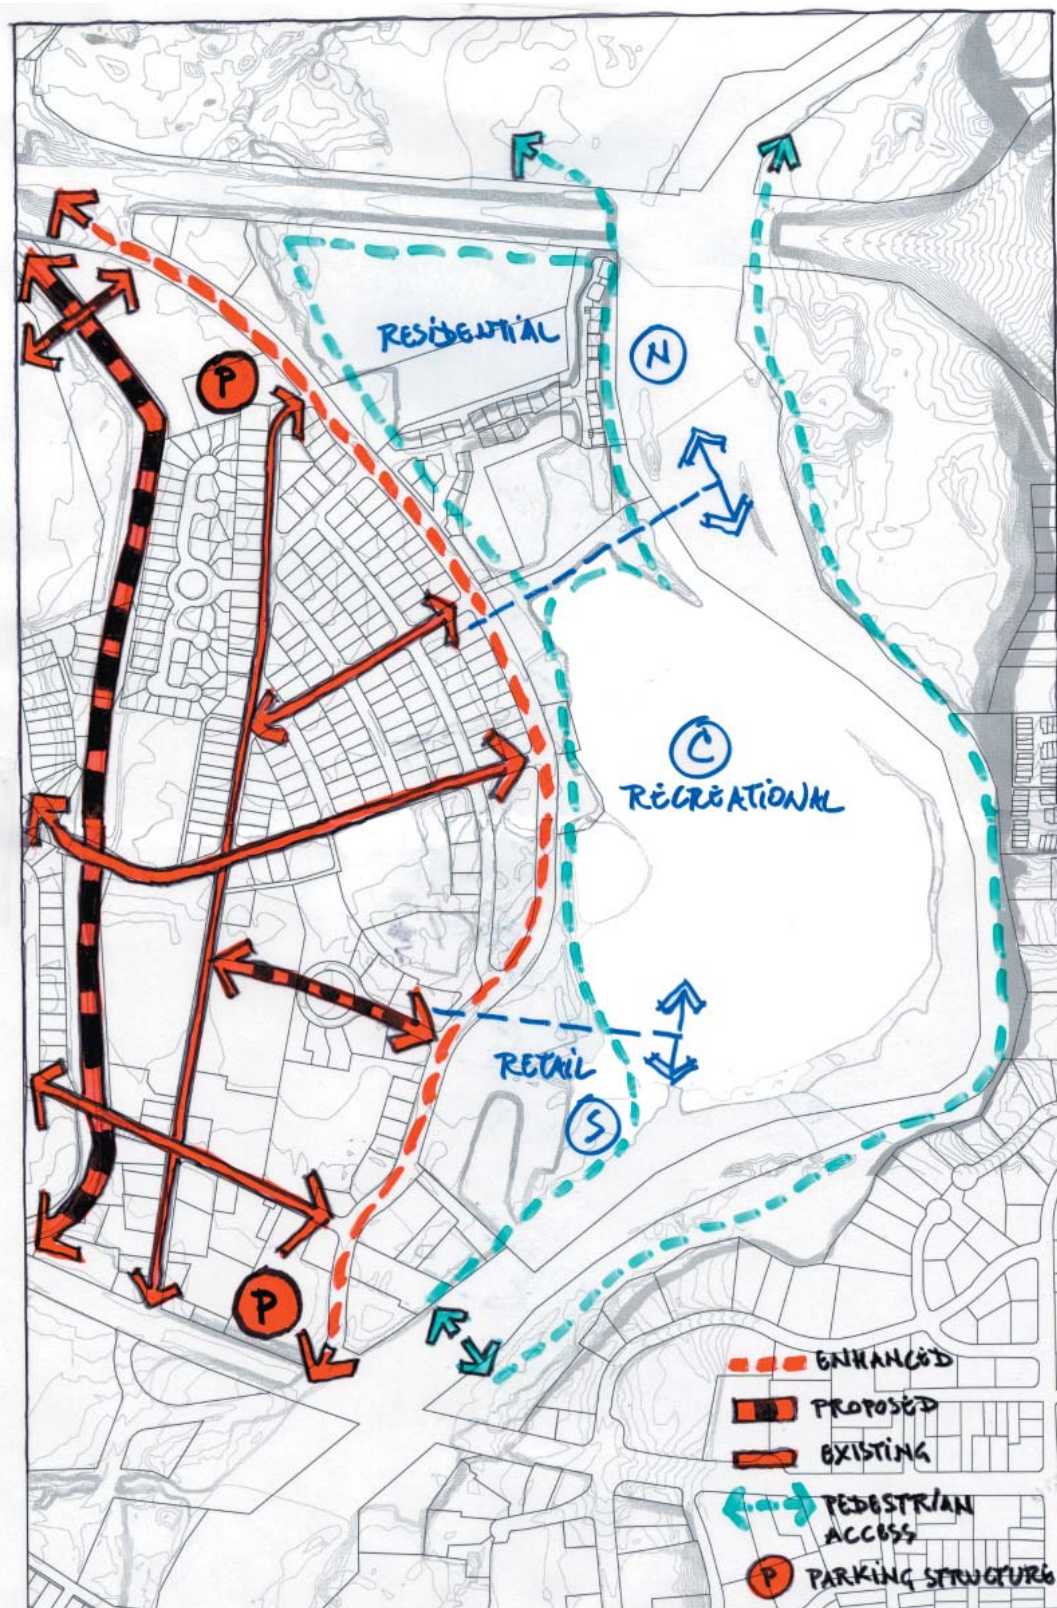 P
RESIDENTIAL
N
C
RECREATIONAL
RETAIL
S
P
ENHANCED
PROPOSED
EXISTING
PEDESTRIAN
ACCESS
P PARKING STRUCTURE